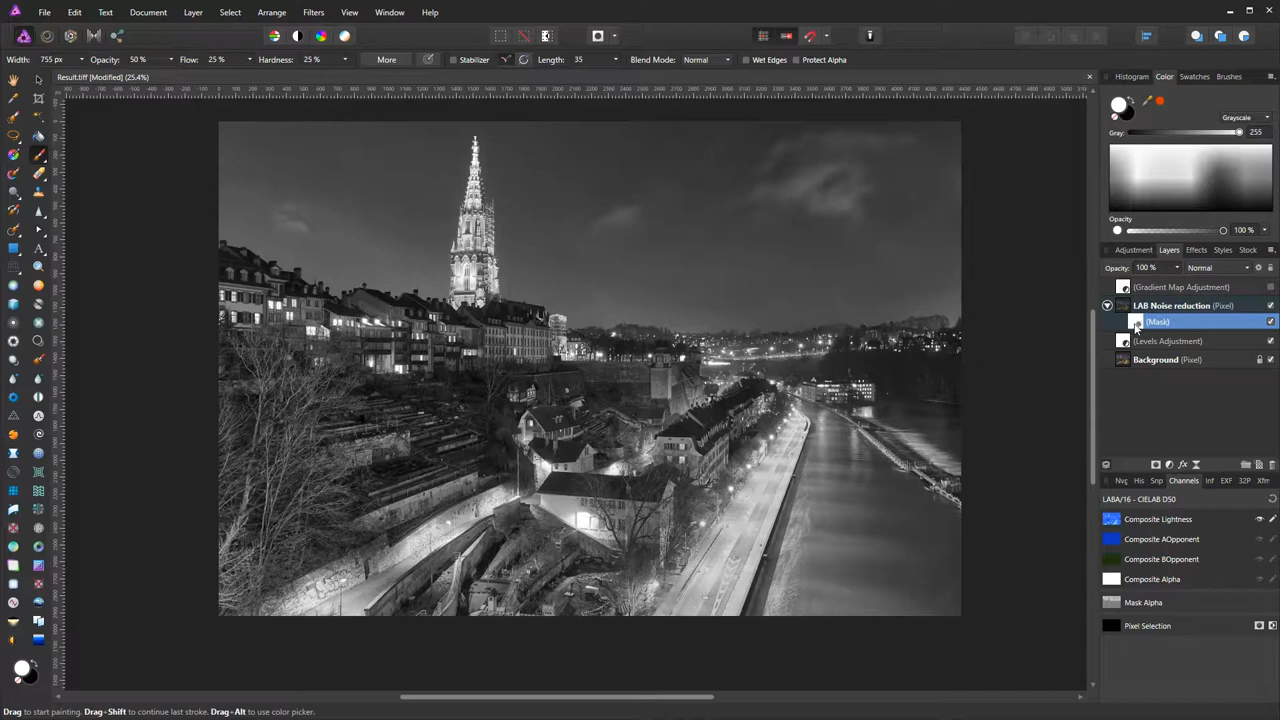 File Edit Text Document Layer Select Arrange Filters View Window Help
Width: 755 px Opacity: 50 % Flow: 25 % Hardness: 25 % More Stabilizer Length: 35 Blend Mode: Normal Wet Edges Protect Alpha
Result.tiff [Modified] (25.4%)
Histogram Color Swatches Brushes
Grayscale
Gray: 255
Opacity
100 %
Adjustment Layers Effects Styles Stock
Opacity: 100 % Normal
(Gradient Map Adjustment)
LAB Noise reduction (Pixel)
(Mask)
(Levels Adjustment)
Background (Pixel)
Nvg His Snp Channels Inf EXF 32P Xfm
LABA/16 - CIELAB D50
Composite Lightness
Composite AOpponent
Composite BOpponent
Composite Alpha
Mask Alpha
Pixel Selection
Drag to start painting. Drag+Shift to continue last stroke. Drag+Alt to use color picker.